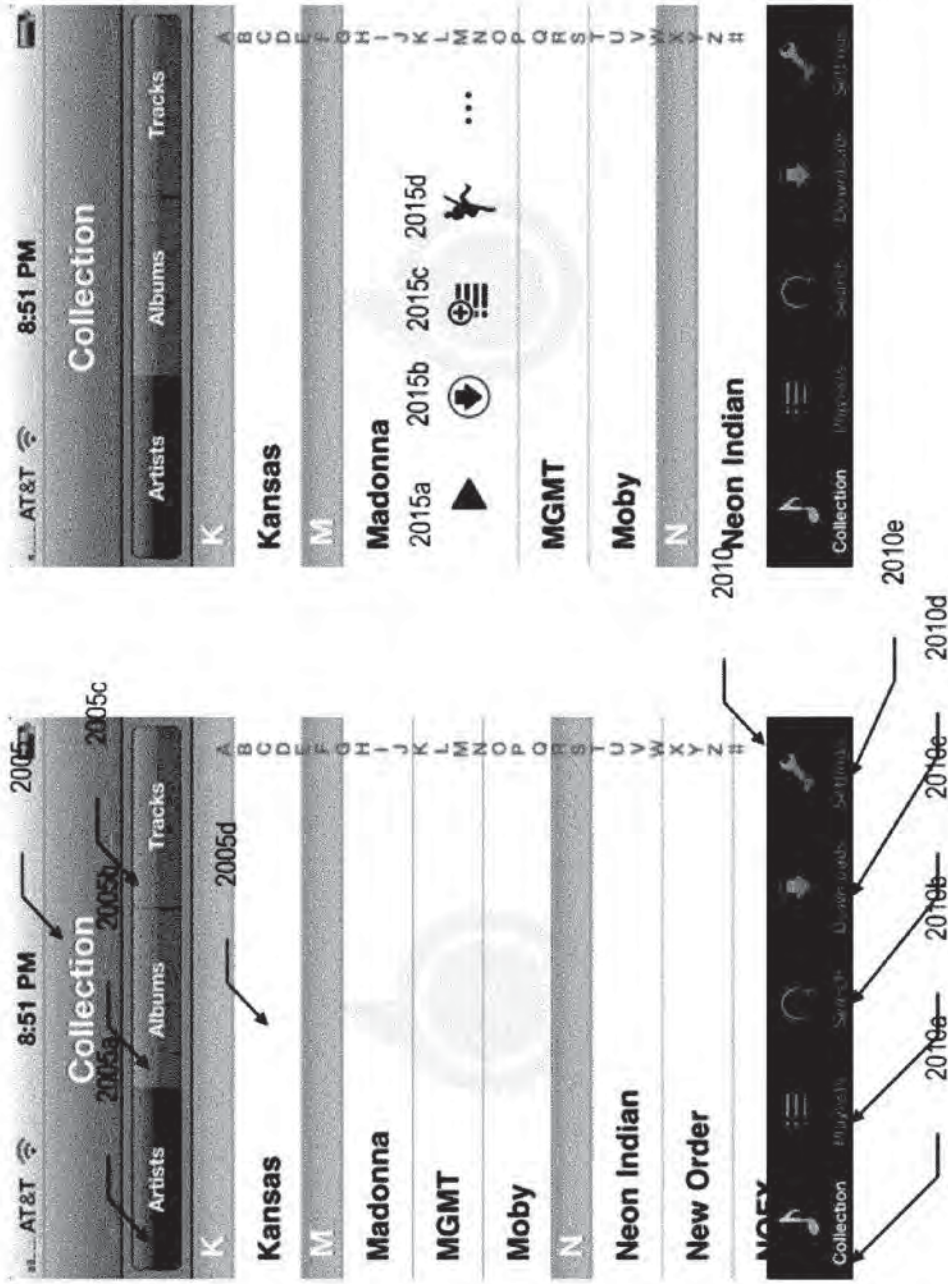 AT&T 8:51 PM
2005
Collection
2005a 2005b 2005c
Artists Albums Tracks
K
2005d
Kansas
M
Madonna
MGMT
Moby
N
Neon Indian
New Order
NOFX
A
B
C
D
E
F
G
H
I
J
K
L
M
N
O
P
Q
R
S
T
U
V
W
X
Y
Z
#
2010
Collection Playlists Search Downloads Settings
2010a 2010b 2010c 2010d
2010e
AT&T 8:51 PM
Collection
Artists Albums Tracks
K
Kansas
M
Madonna
2015a 2015b 2015c 2015d
...
MGMT
Moby
N
Neon Indian
A
B
C
D
E
F
G
H
I
J
K
L
M
N
O
P
Q
R
S
T
U
V
W
X
Y
Z
#
Collection Playlists Search Downloads Settings